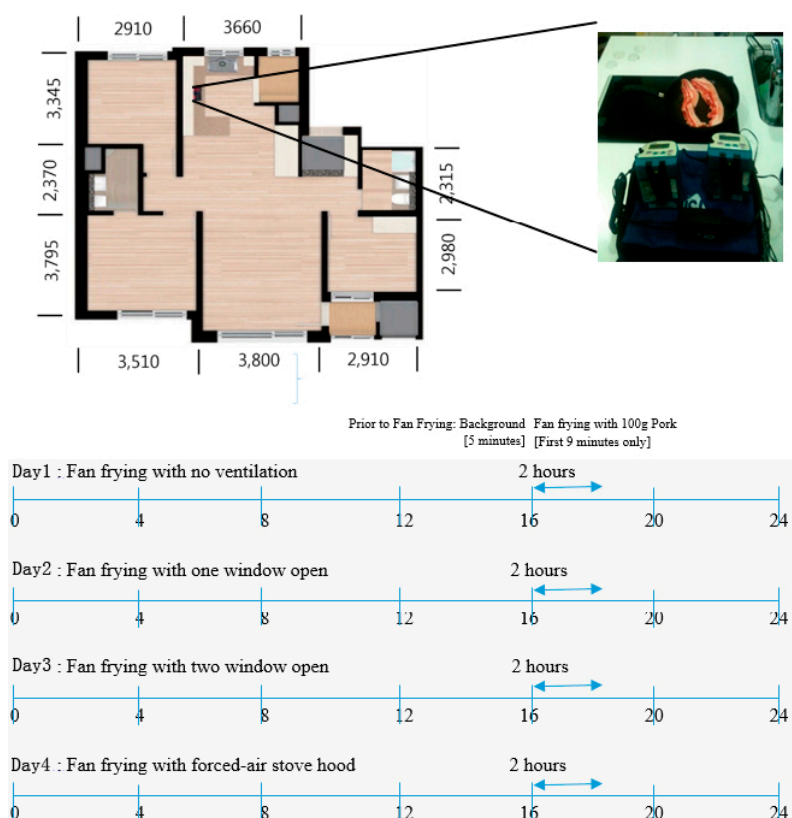 2910 3660
3,345
2,370
3,795
2,315
2,980
3,510 3,800 2,910
Prior to Fan Frying: Background Fan frying with 100g Pork
[5 minutes] [First 9 minutes only]
Day1 : Fan frying with no ventilation 2 hours
0 4 8 12 16 20 24
Day2 : Fan frying with one window open 2 hours
0 4 8 12 16 20 24
Day3 : Fan frying with two window open 2 hours
0 4 8 12 16 20 24
Day4 : Fan frying with forced-air stove hood 2 hours
0 4 8 12 16 20 24